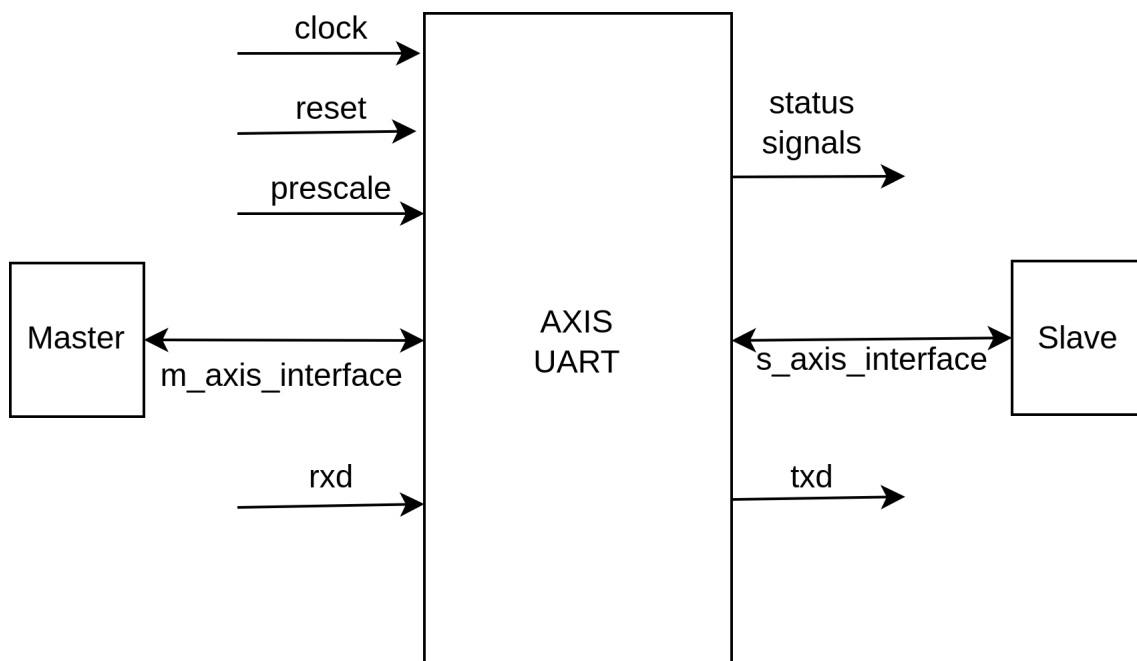 clock
reset
prescale
status
signals
AXIS
UART
Master
m_axis_interface
s_axis_interface
Slave
rxd
txd